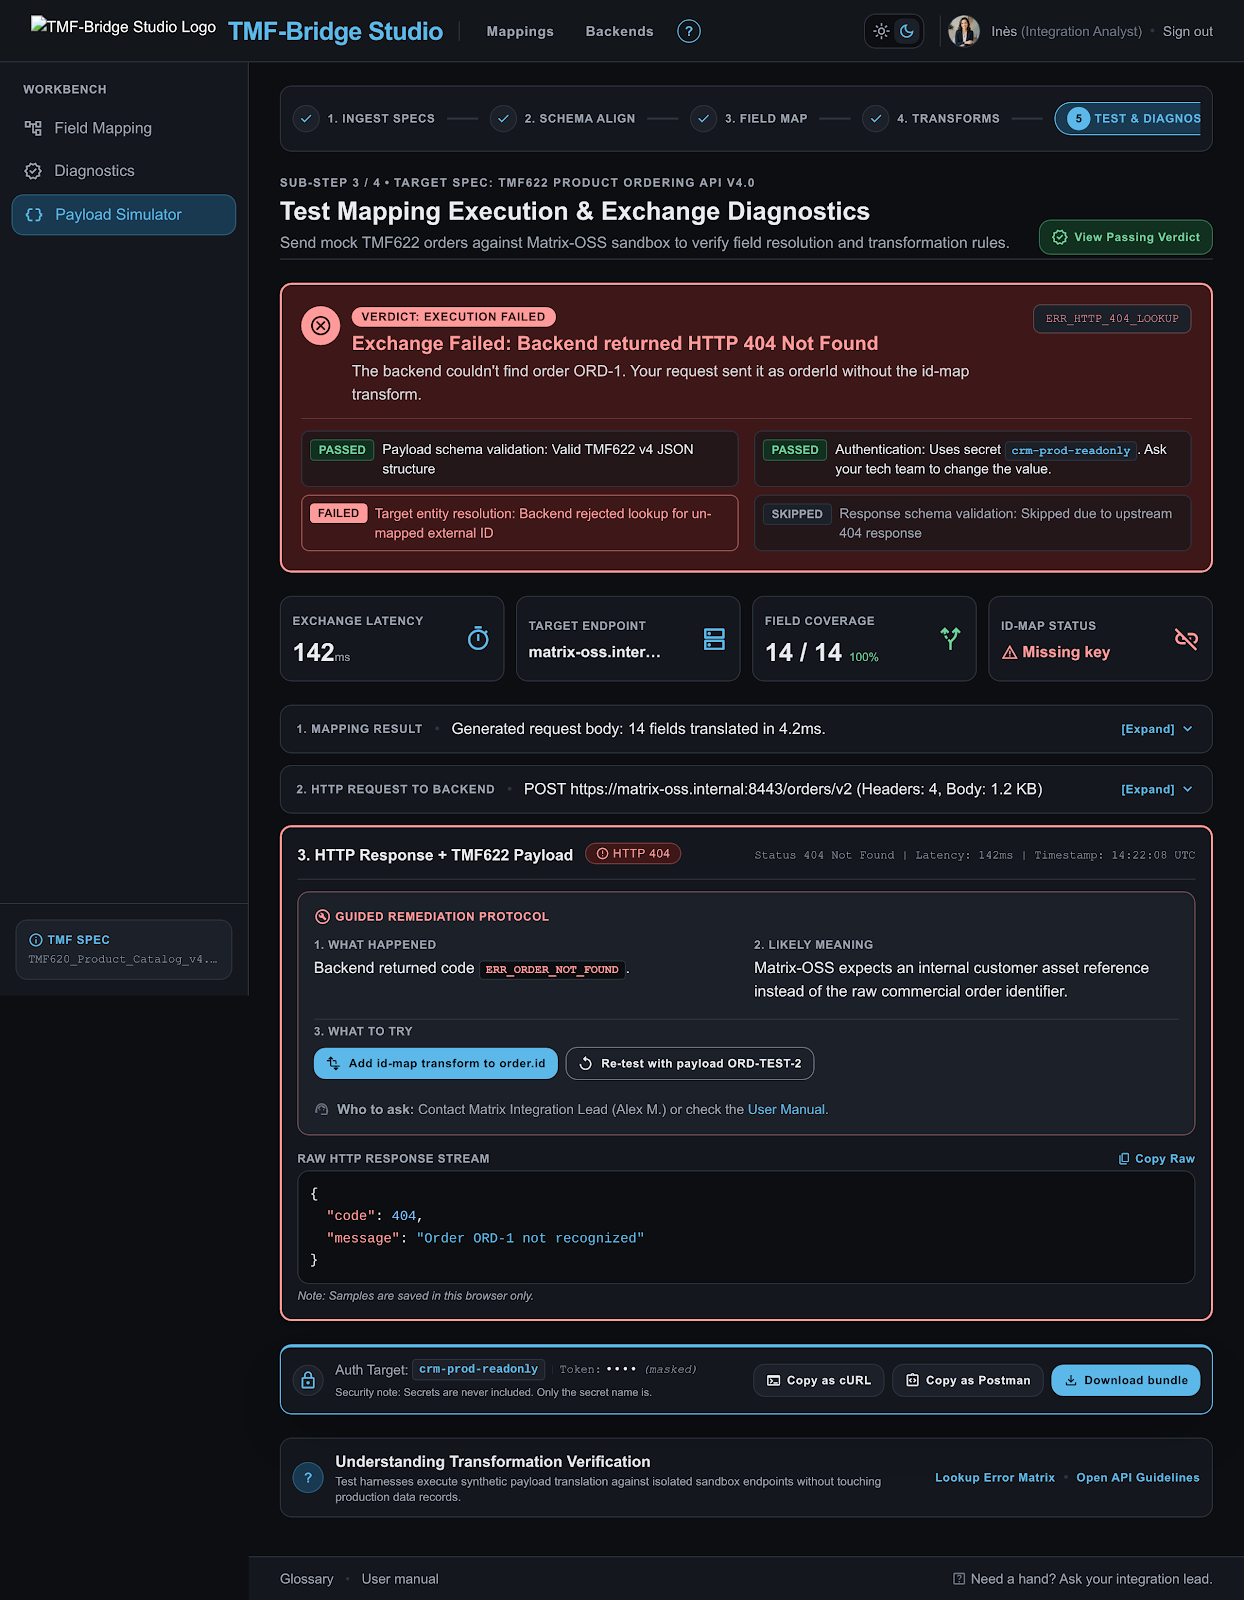 TMF-Bridge Studio Logo TMF-Bridge Studio
Mappings
Backends
?
Inès (Integration Analyst) • Sign out
WORKBENCH
Field Mapping
Diagnostics
Payload Simulator
TMF SPEC
TMF620_Product_Catalog_v4....
1. INGEST SPECS
2. SCHEMA ALIGN
3. FIELD MAP
4. TRANSFORMS
5 TEST & DIAGNOS
SUB-STEP 3 / 4 • TARGET SPEC: TMF622 PRODUCT ORDERING API V4.0
Test Mapping Execution & Exchange Diagnostics
Send mock TMF622 orders against Matrix-OSS sandbox to verify field resolution and transformation rules.
View Passing Verdict
VERDICT: EXECUTION FAILED
ERR_HTTP_404_LOOKUP
Exchange Failed: Backend returned HTTP 404 Not Found
The backend couldn't find order ORD-1. Your request sent it as orderId without the id-map
transform.
PASSED Payload schema validation: Valid TMF622 v4 JSON
structure
PASSED Authentication: Uses secret crm-prod-readonly. Ask
your tech team to change the value.
FAILED Target entity resolution: Backend rejected lookup for un-
mapped external ID
SKIPPED Response schema validation: Skipped due to upstream
404 response
EXCHANGE LATENCY
142ms
TARGET ENDPOINT
matrix-oss.inter...
FIELD COVERAGE
14 / 14 100%
ID-MAP STATUS
Missing key
1. MAPPING RESULT • Generated request body: 14 fields translated in 4.2ms. [Expand]
2. HTTP REQUEST TO BACKEND • POST https://matrix-oss.internal:8443/orders/v2 (Headers: 4, Body: 1.2 KB) [Expand]
3. HTTP Response + TMF622 Payload HTTP 404 Status 404 Not Found | Latency: 142ms | Timestamp: 14:22:08 UTC
GUIDED REMEDIATION PROTOCOL
1. WHAT HAPPENED
Backend returned code ERR_ORDER_NOT_FOUND.
2. LIKELY MEANING
Matrix-OSS expects an internal customer asset reference
instead of the raw commercial order identifier.
3. WHAT TO TRY
Add id-map transform to order.id
Re-test with payload ORD-TEST-2
Who to ask: Contact Matrix Integration Lead (Alex M.) or check the User Manual.
RAW HTTP RESPONSE STREAM
Copy Raw
{
"code": 404,
"message": "Order ORD-1 not recognized"
}
Note: Samples are saved in this browser only.
Auth Target: crm-prod-readonly Token: •••• (masked)
Security note: Secrets are never included. Only the secret name is.
Copy as cURL
Copy as Postman
Download bundle
?
Understanding Transformation Verification
Test harnesses execute synthetic payload translation against isolated sandbox endpoints without touching
production data records.
Lookup Error Matrix • Open API Guidelines
Glossary • User manual
Need a hand? Ask your integration lead.